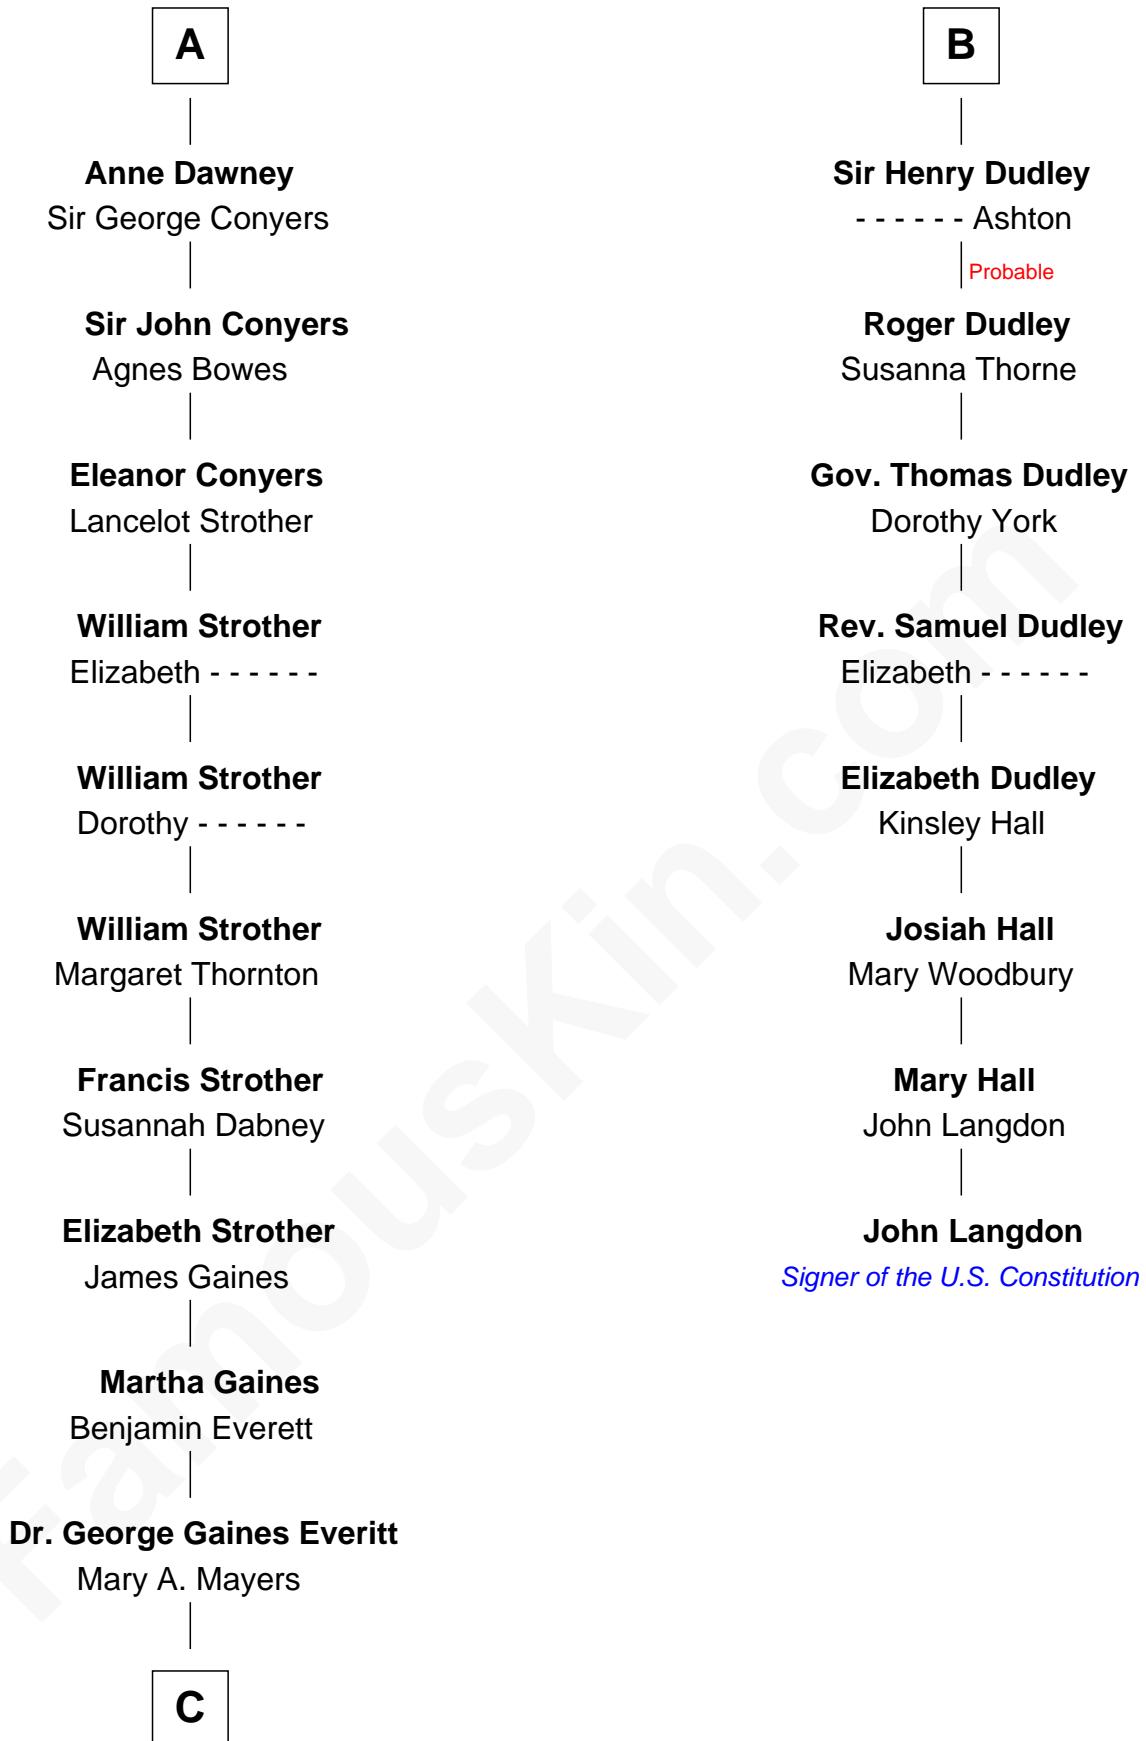 A
Anne Dawney
Sir George Conyers
Sir John Conyers
Agnes Bowes
Eleanor Conyers
Lancelot Strother
William Strother
Elizabeth - - - - - -
William Strother
Dorothy - - - - - -
William Strother
Margaret Thornton
Francis Strother
Susannah Dabney
Elizabeth Strother
James Gaines
Martha Gaines
Benjamin Everett
Dr. George Gaines Everitt
Mary A. Mayers
C
B
Sir Henry Dudley
- - - - - - Ashton
Probable
Roger Dudley
Susanna Thorne
Gov. Thomas Dudley
Dorothy York
Rev. Samuel Dudley
Elizabeth - - - - - -
Elizabeth Dudley
Kinsley Hall
Josiah Hall
Mary Woodbury
Mary Hall
John Langdon
John Langdon
Signer of the U.S. Constitution
FamousKin.com